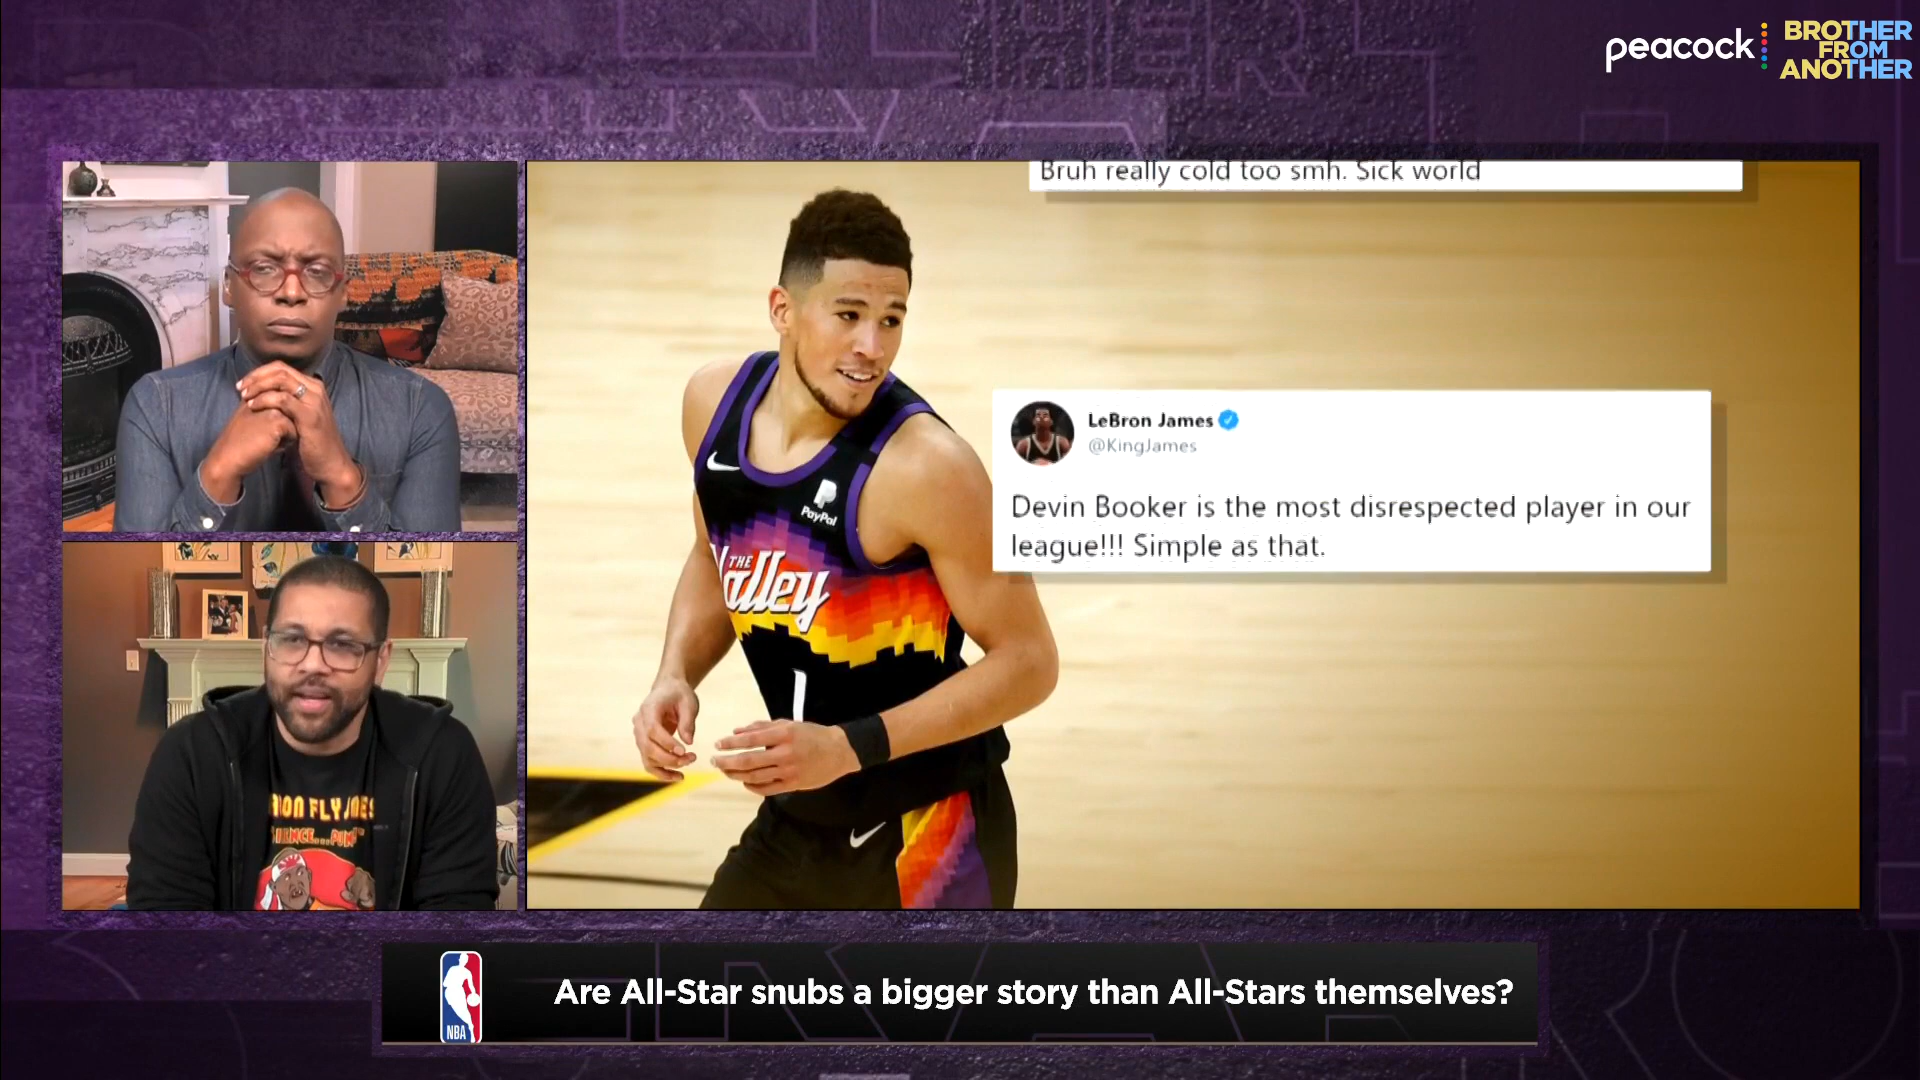 peacock
BROTHER
FROM
ANOTHER
Bruh really cold too smh. Sick world
LeBron James
@KingJames
Devin Booker is the most disrespected player in our
league!!! Simple as that.
PayPal
THE
Valley
1
FLY
NBA
Are All-Star snubs a bigger story than All-Stars themselves?